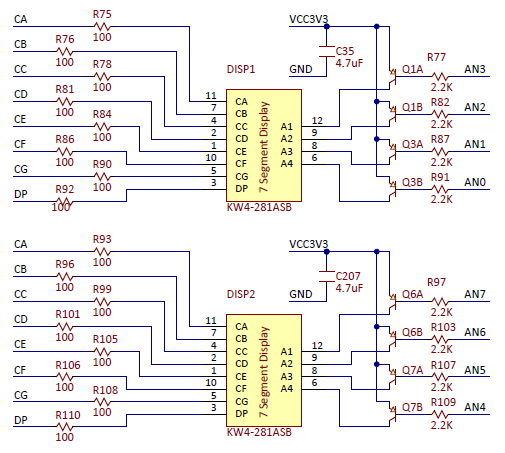 CA R75 100
CB R76 100
CC R78 100
CD R81 100
CE R84 100
CF R86 100
CG R90 100
DP R92 100
DISP1
11 CA
7 CB
4 CC
2 CD
1 CE
10 CF
5 CG
3 DP
7 Segment Display
A1 12
A2 9
A3 8
A4 6
KW4-281ASB
VCC3V3
C35
4.7uF
GND
Q1A R77 2.2K AN3
Q1B R82 2.2K AN2
Q3A R87 2.2K AN1
Q3B R91 2.2K AN0
CA R93 100
CB R96 100
CC R99 100
CD R101 100
CE R105 100
CF R106 100
CG R108 100
DP R110 100
DISP2
11 CA
7 CB
4 CC
2 CD
1 CE
10 CF
5 CG
3 DP
7 Segment Display
A1 12
A2 9
A3 8
A4 6
KW4-281ASB
VCC3V3
C207
4.7uF
GND
Q6A R97 2.2K AN7
Q6B R103 2.2K AN6
Q7A R107 2.2K AN5
Q7B R109 2.2K AN4